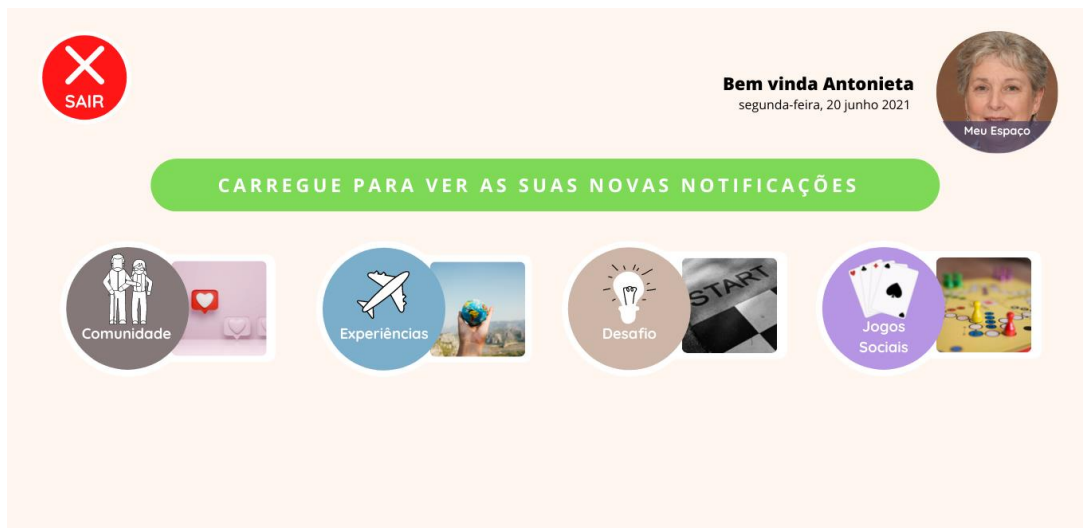 SAIR
Bem vinda Antonieta
segunda-feira, 20 junho 2021
Meu Espaço
CARREGUE PARA VER AS SUAS NOVAS NOTIFICAÇÕES
Comunidade
Experiências
Desafio
START
Jogos
Sociais